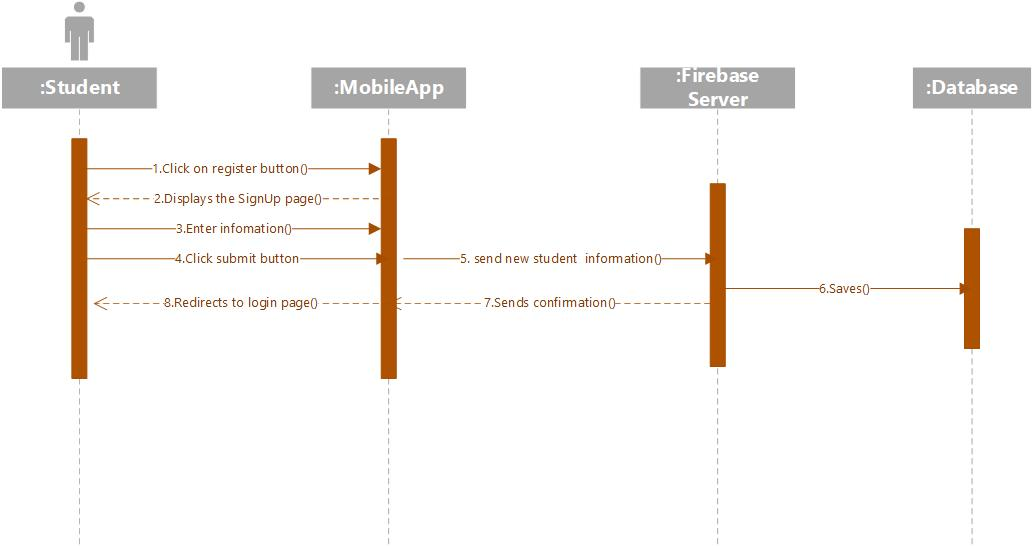 :Student
:MobileApp
:Firebase
Server
:Database
1.Click on register button()
2.Displays the SignUp page()
3.Enter infomation()
4.Click submit button
5. send new student  information()
6.Saves()
8.Redirects to login page()
7.Sends confirmation()